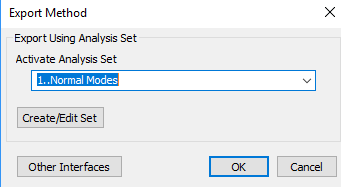 Export Method
Export Using Analysis Set
Activate Analysis Set
1..Normal Modes
Create/Edit Set
Other Interfaces
OK
Cancel